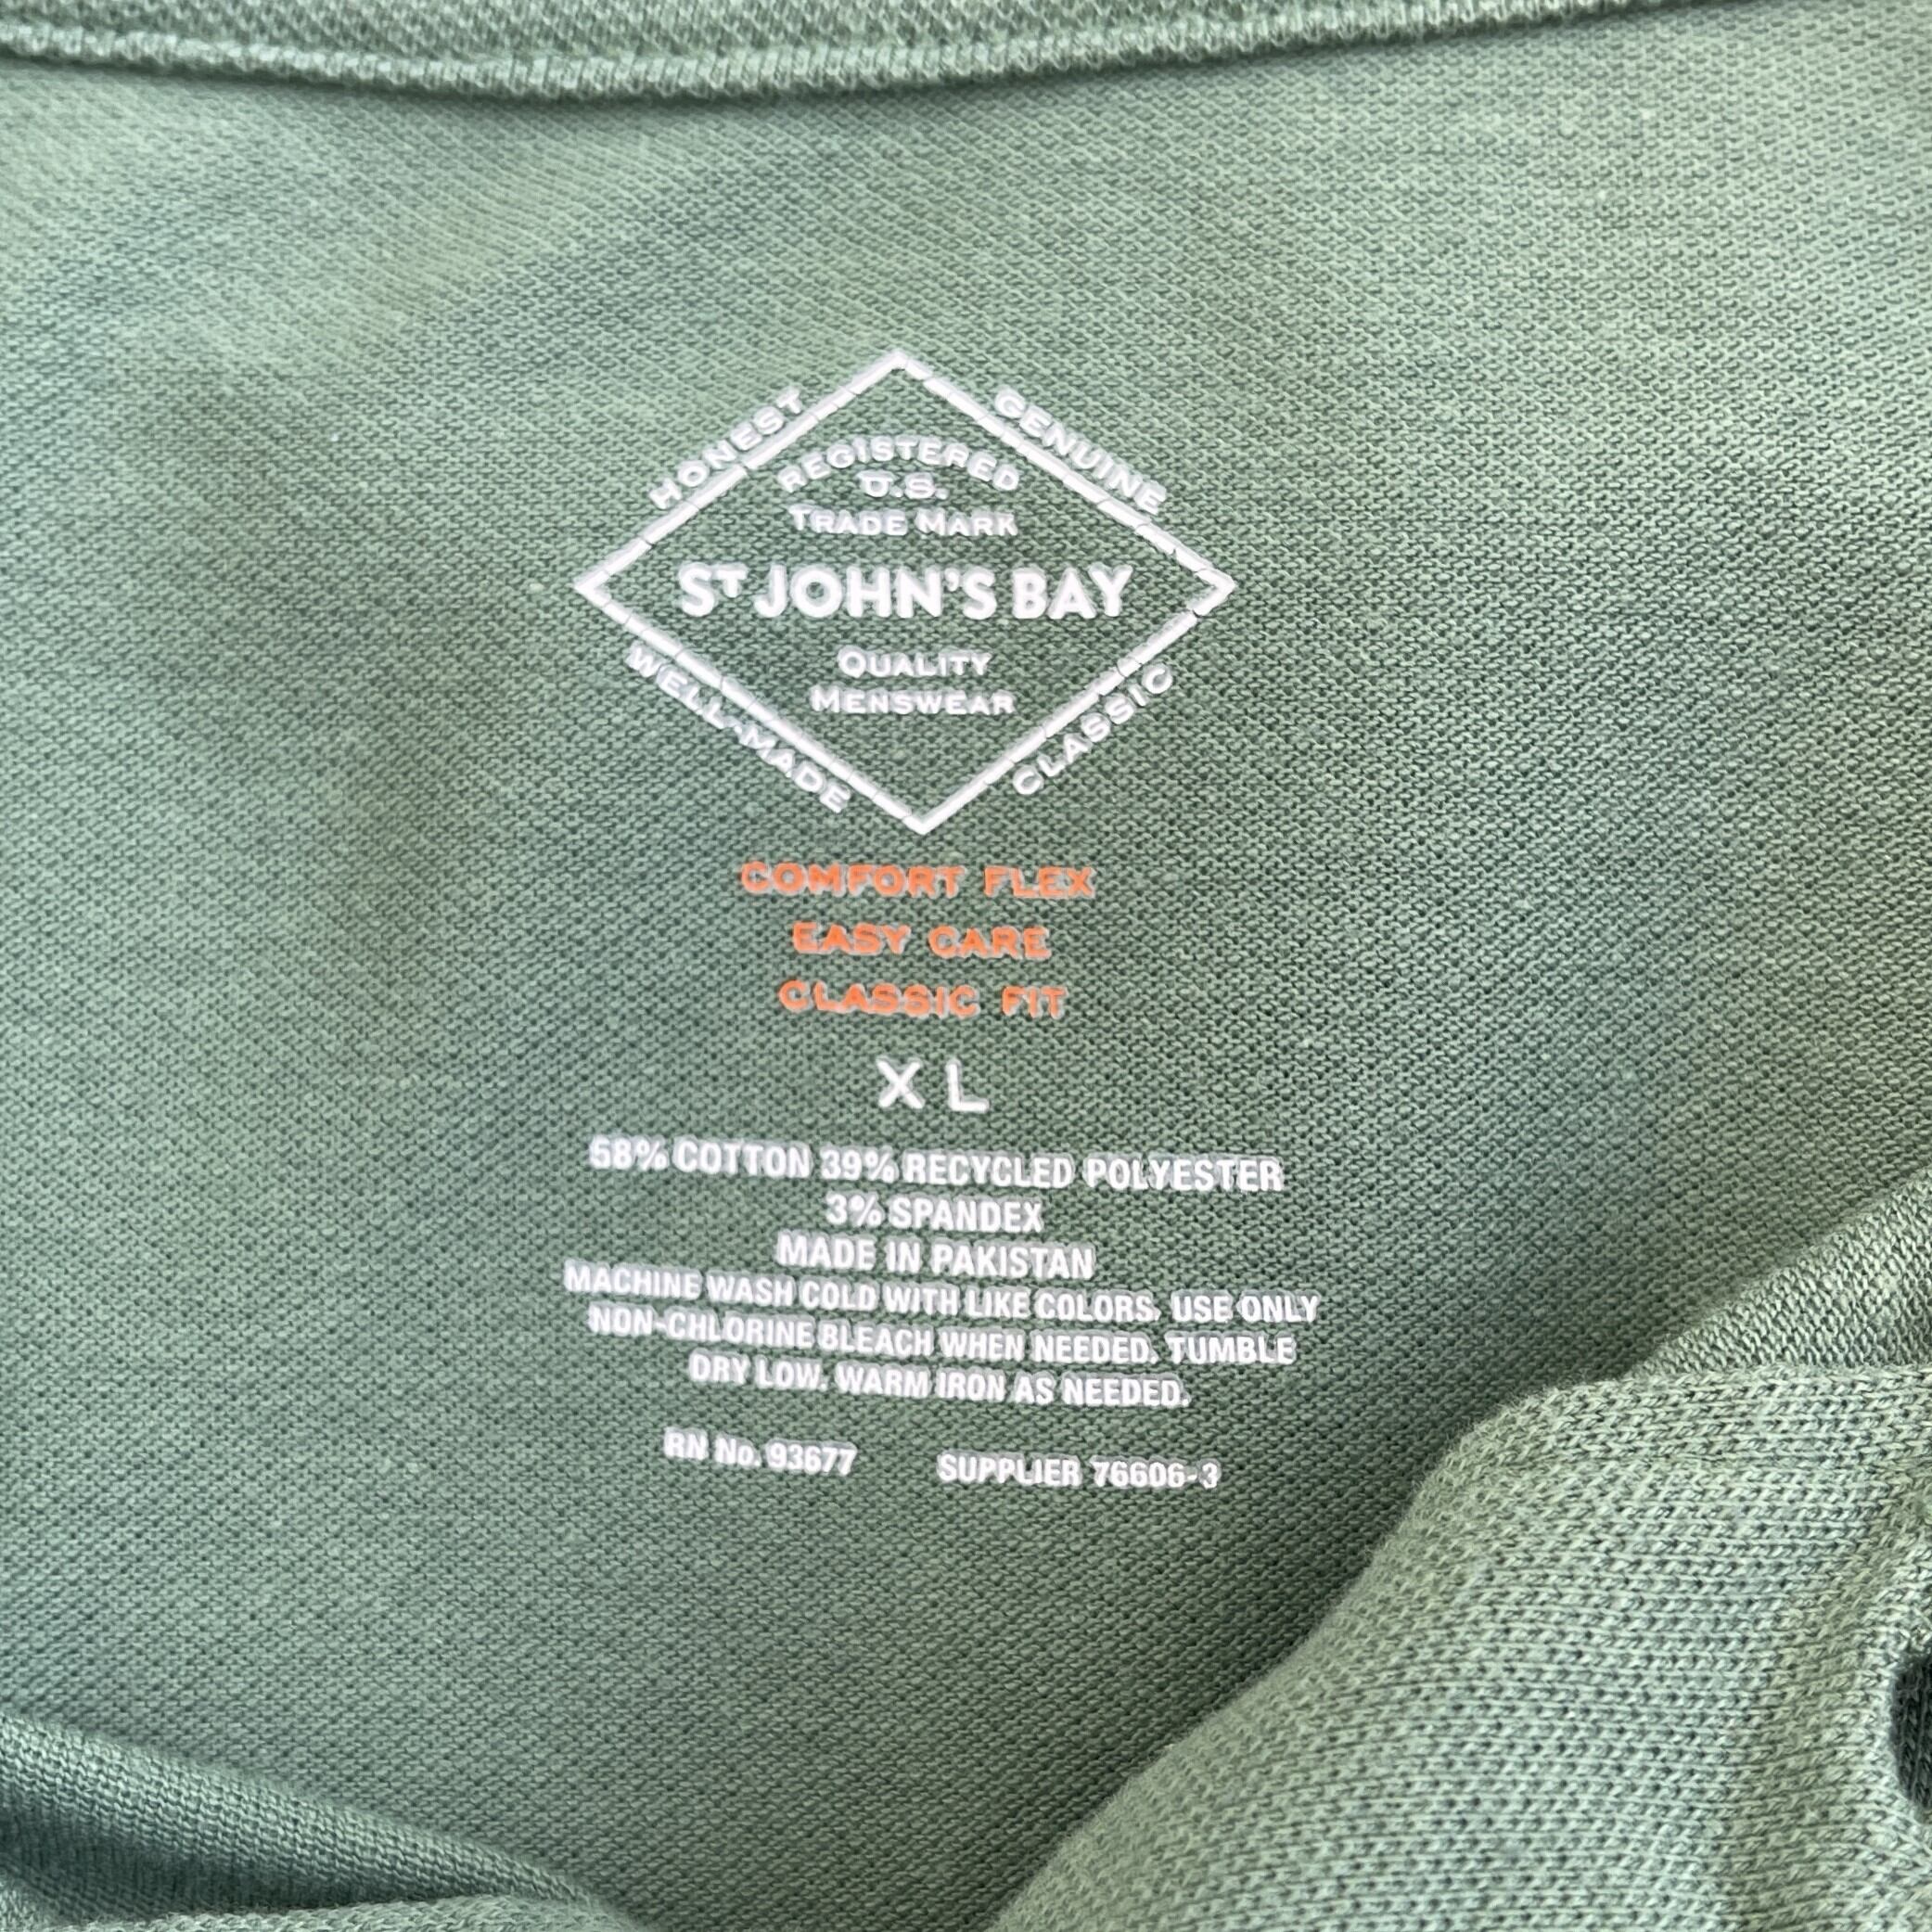 HONEST
GENUINE
REGISTERED
U.S.
TRADE MARK
ST JOHN'S BAY
QUALITY
MENSWEAR
WELL-MADE
CLASSIC
COMFORT FLEX
EASY CARE
CLASSIC FIT
XL
58% COTTON 39% RECYCLED POLYESTER
3% SPANDEX
MADE IN PAKISTAN
MACHINE WASH COLD WITH LIKE COLORS. USE ONLY
NON-CHLORINE BLEACH WHEN NEEDED. TUMBLE
DRY LOW. WARM IRON AS NEEDED.
RN No. 93677 SUPPLIER 76606-3